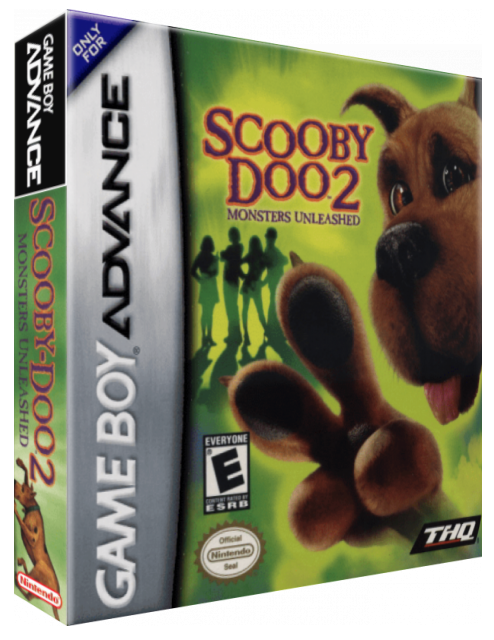 GAME BOY
ADVANCE
SCOOBY-DOO 2
MONSTERS UNLEASHED
Nintendo
ONLY
FOR
GAME BOY ADVANCE
SCOOBY
DOO 2
MONSTERS UNLEASHED
EVERYONE
E
CONTENT RATED BY
ESRB
Official
Nintendo
Seal
THQ